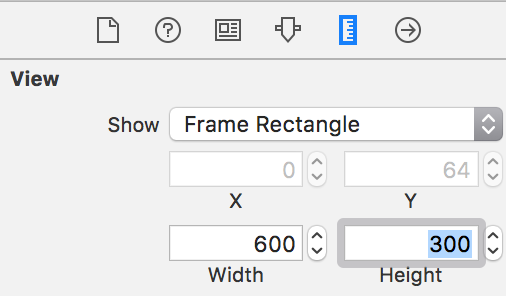 View
Show Frame Rectangle
0 64
X Y
600 300
Width Height